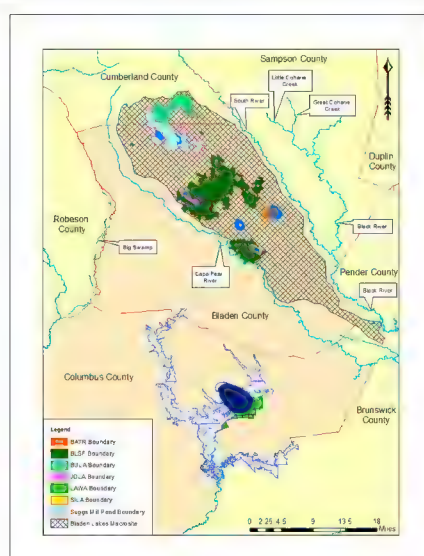 Sampson County
Cumberland County
Little Coharie
Creek
South River
Great Coharie
Creek
Duplin
County
Robeson
County
Big Swamp
Black River
Cape Fear
River
Pender County
Black River
Bladen County
Columbus County
Brunswick
County
Legend
BATR Boundary
BLSF Boundary
BULA Boundary
JOLA Boundary
LAWA Boundary
SILA Boundary
Suggs Mill Pond Boundary
Bladen Lakes Macrosite
0 2.25 4.5 9 13.5 18
Miles